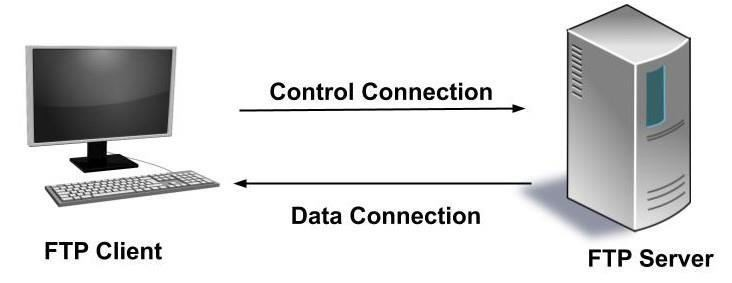 Control Connection
Data Connection
FTP Client
FTP Server